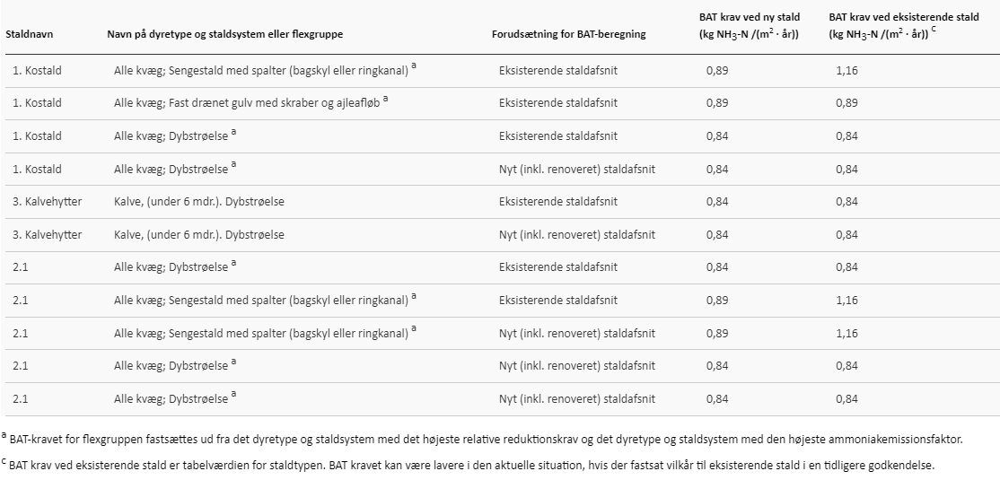 Staldnavn Navn på dyretype og staldsystem eller flexgruppe Forudsætning for BAT-beregning BAT krav ved ny stald (kg NH3-N /(m2 · år)) BAT krav ved eksisterende stald (kg NH3-N /(m2 · år)) c
1. Kostald Alle kvæg; Sengestald med spalter (bagskyl eller ringkanal) a Eksisterende staldafsnit 0,89 1,16
1. Kostald Alle kvæg; Fast drænet gulv med skraber og ajleafløb a Eksisterende staldafsnit 0,89 0,89
1. Kostald Alle kvæg; Dybstrøelse a Eksisterende staldafsnit 0,84 0,84
1. Kostald Alle kvæg; Dybstrøelse a Nyt (inkl. renoveret) staldafsnit 0,84 0,84
3. Kalvehytter Kalve, (under 6 mdr.). Dybstrøelse Eksisterende staldafsnit 0,84 0,84
3. Kalvehytter Kalve, (under 6 mdr.). Dybstrøelse Nyt (inkl. renoveret) staldafsnit 0,84 0,84
2.1 Alle kvæg; Dybstrøelse a Eksisterende staldafsnit 0,84 0,84
2.1 Alle kvæg; Sengestald med spalter (bagskyl eller ringkanal) a Eksisterende staldafsnit 0,89 1,16
2.1 Alle kvæg; Sengestald med spalter (bagskyl eller ringkanal) a Nyt (inkl. renoveret) staldafsnit 0,89 1,16
2.1 Alle kvæg; Dybstrøelse a Nyt (inkl. renoveret) staldafsnit 0,84 0,84
2.1 Alle kvæg; Dybstrøelse a Nyt (inkl. renoveret) staldafsnit 0,84 0,84
a BAT-kravet for flexgruppen fastsættes ud fra det dyretype og staldsystem med det højeste relative reduktionskrav og det dyretype og staldsystem med den højeste ammoniakemissionsfaktor.
c BAT krav ved eksisterende stald er tabelværdien for staldtypen. BAT kravet kan være lavere i den aktuelle situation, hvis der fastsat vilkår til eksisterende stald i en tidligere godkendelse.